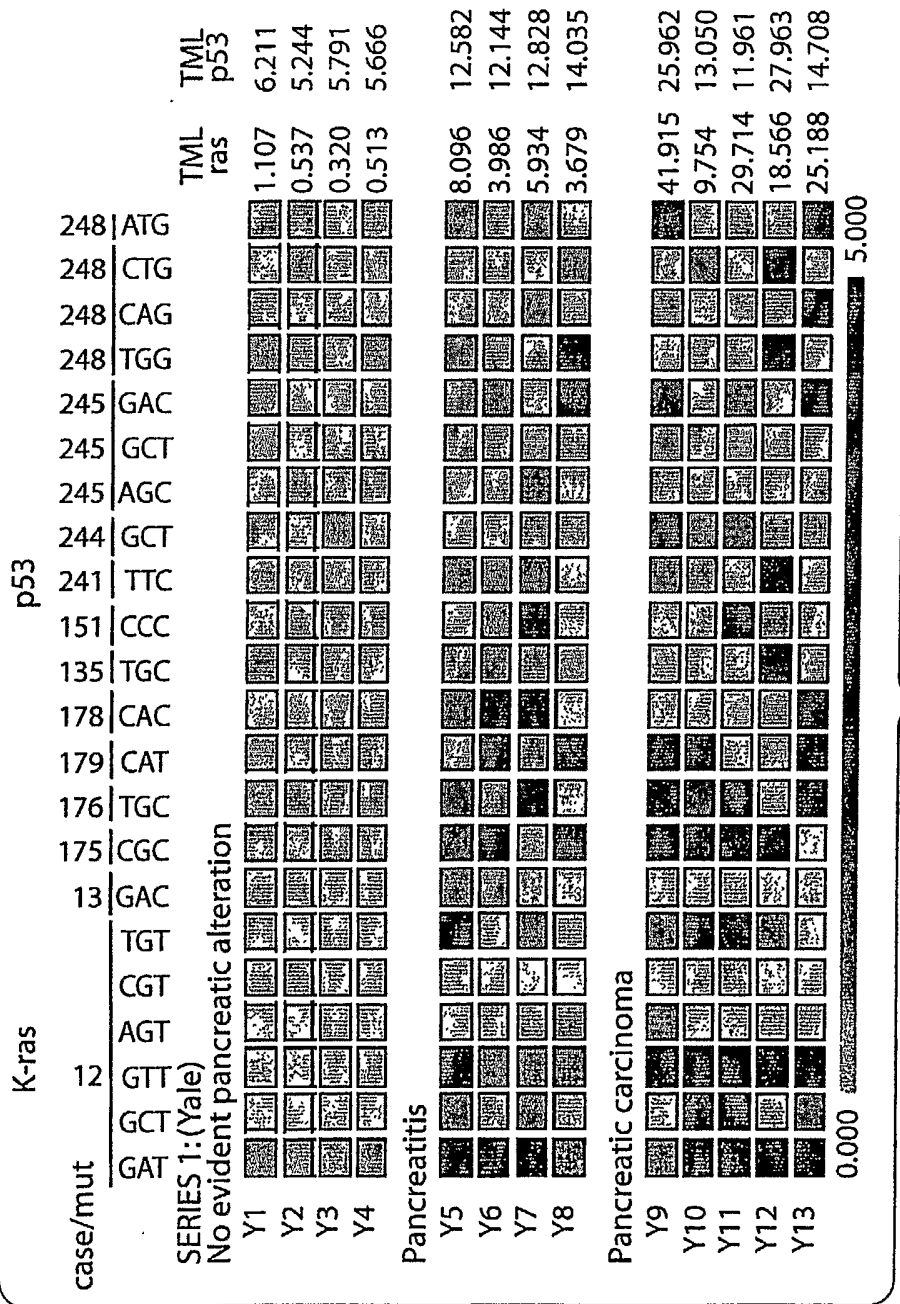 K-ras p53
case/mut 12 13 175 176 179 178 135 151 241 244 245 245 245 248 248 248 248
GAT GCT GTT AGT CGT TGT GAC CGC TGC CAT CAC TGC CCC TTC GCT AGC GCT GAC TGG CAG CTG ATG TML ras TML p53
SERIES 1: (Yale)
No evident pancreatic alteration
Y1 1.107 6.211
Y2 0.537 5.244
Y3 0.320 5.791
Y4 0.513 5.666
Pancreatitis
Y5 8.096 12.582
Y6 3.986 12.144
Y7 5.934 12.828
Y8 3.679 14.035
Pancreatic carcinoma
Y9 41.915 25.962
Y10 9.754 13.050
Y11 29.714 11.961
Y12 18.566 27.963
Y13 25.188 14.708
0.000 5.000